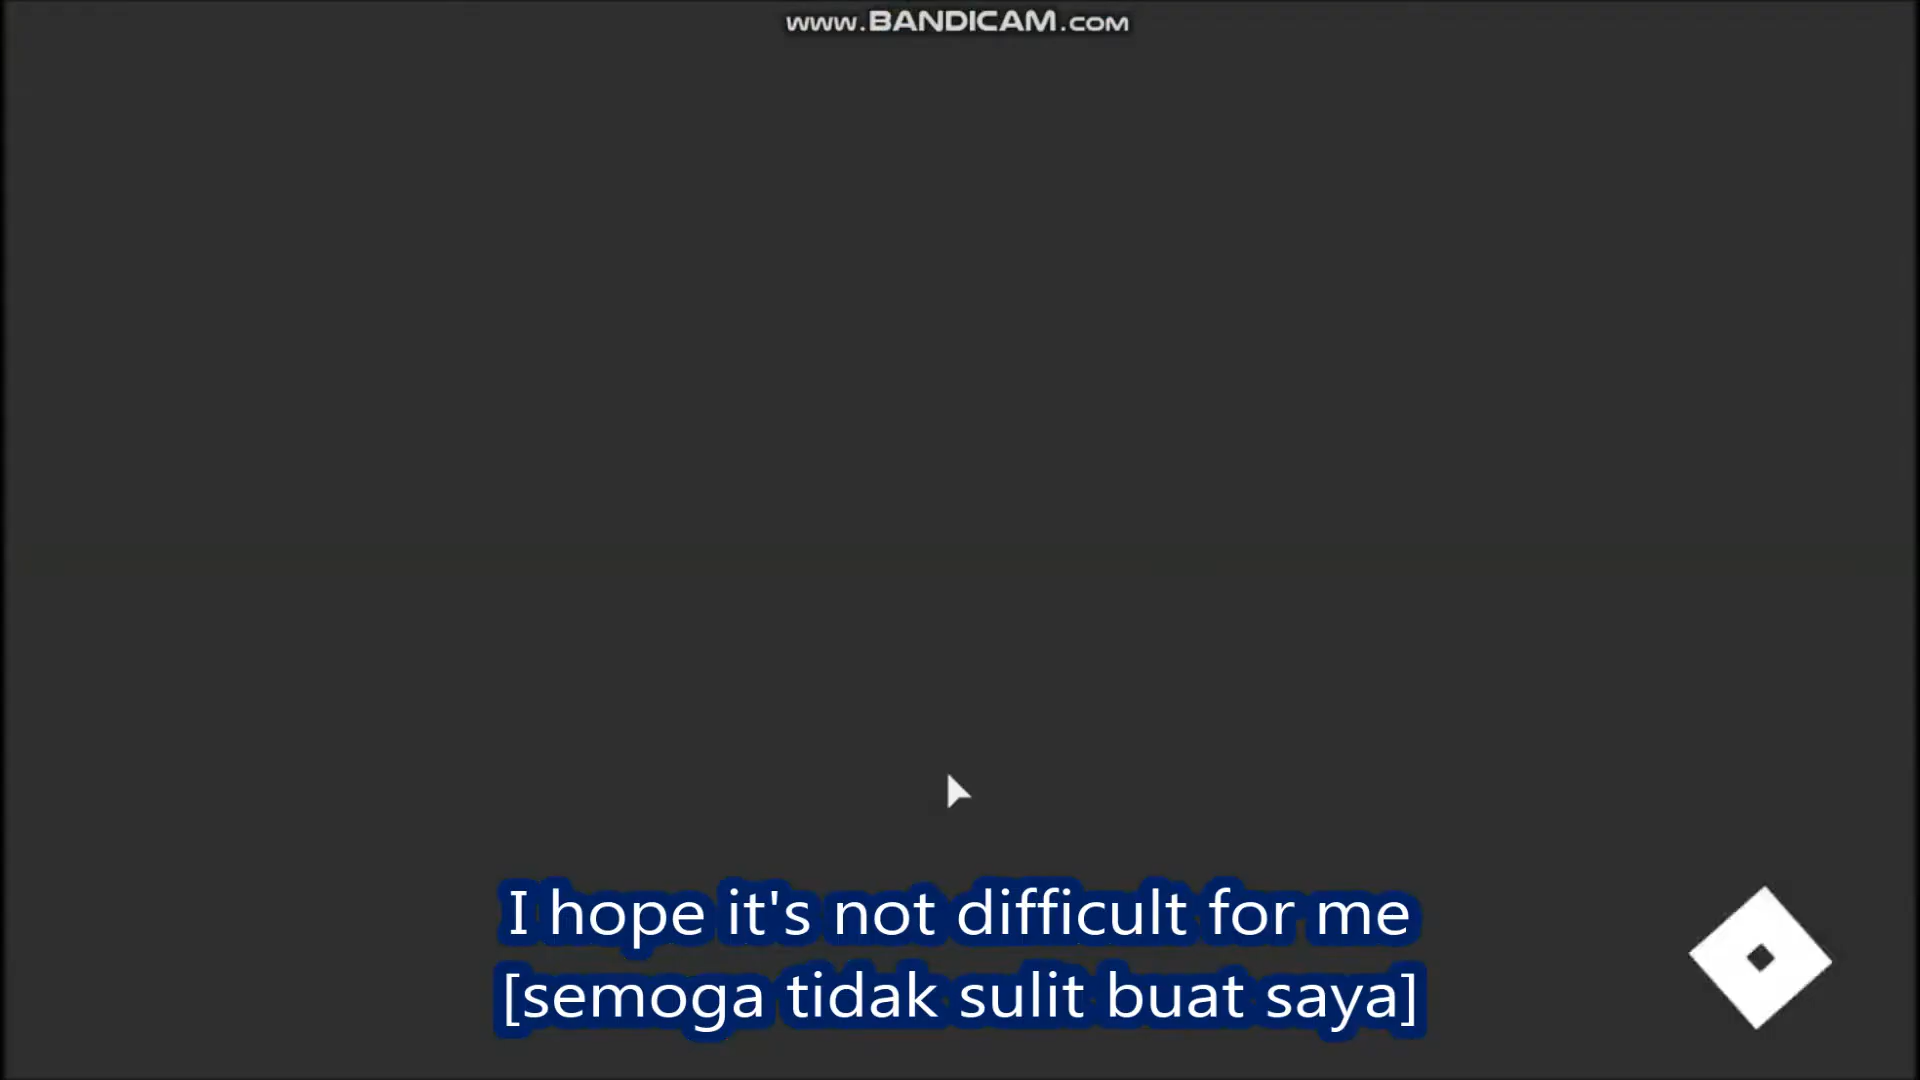 www.BANDICAM.com
I hope it's not difficult for me
[semoga tidak sulit buat saya]